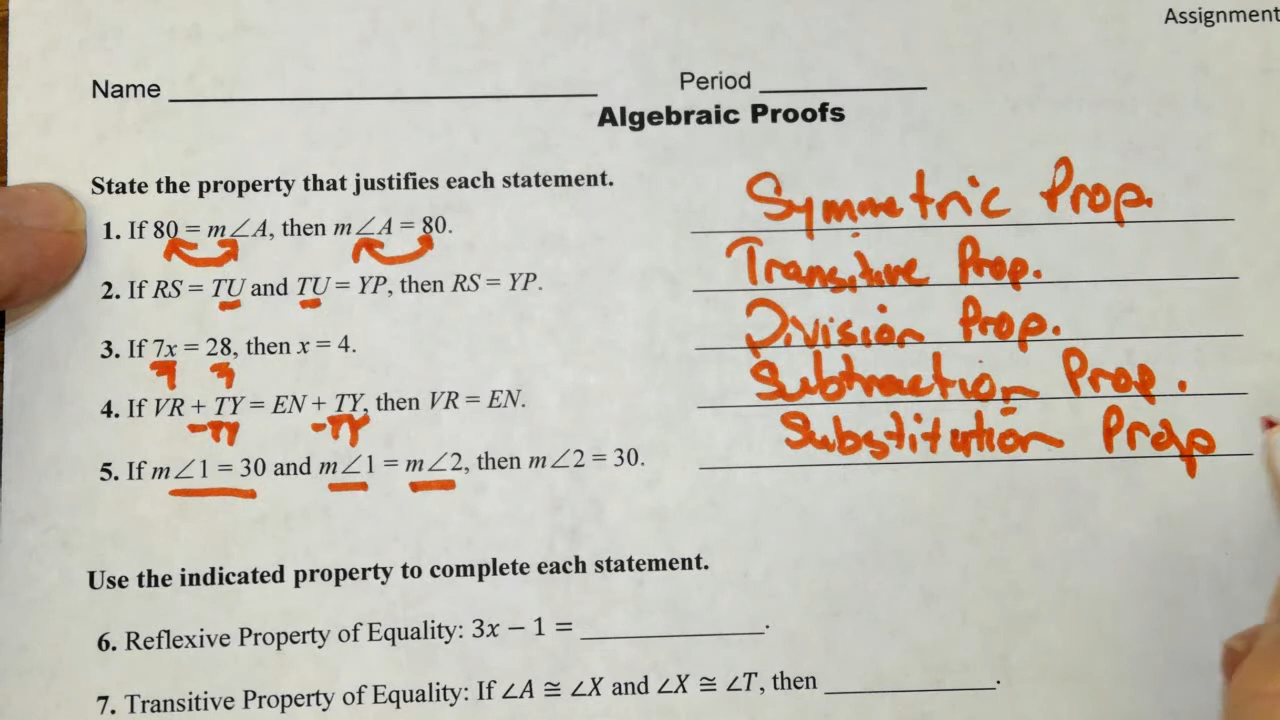 Assignment
Name ____________ Period ____________
Algebraic Proofs
State the property that justifies each statement.
1. If 80 = m∠A, then m∠A = 80. Symmetric Prop.
2. If RS = TU and TU = YP, then RS = YP. Transitive Prop.
3. If 7x = 28, then x = 4. Division Prop.
7 7
4. If VR + TY = EN + TY, then VR = EN. Subtraction Prop.
-TY -TY
5. If m∠1 = 30 and m∠1 = m∠2, then m∠2 = 30. Substitution Prop
Use the indicated property to complete each statement.
6. Reflexive Property of Equality: 3x − 1 = ____________.
7. Transitive Property of Equality: If ∠A ≅ ∠X and ∠X ≅ ∠T, then ____________.